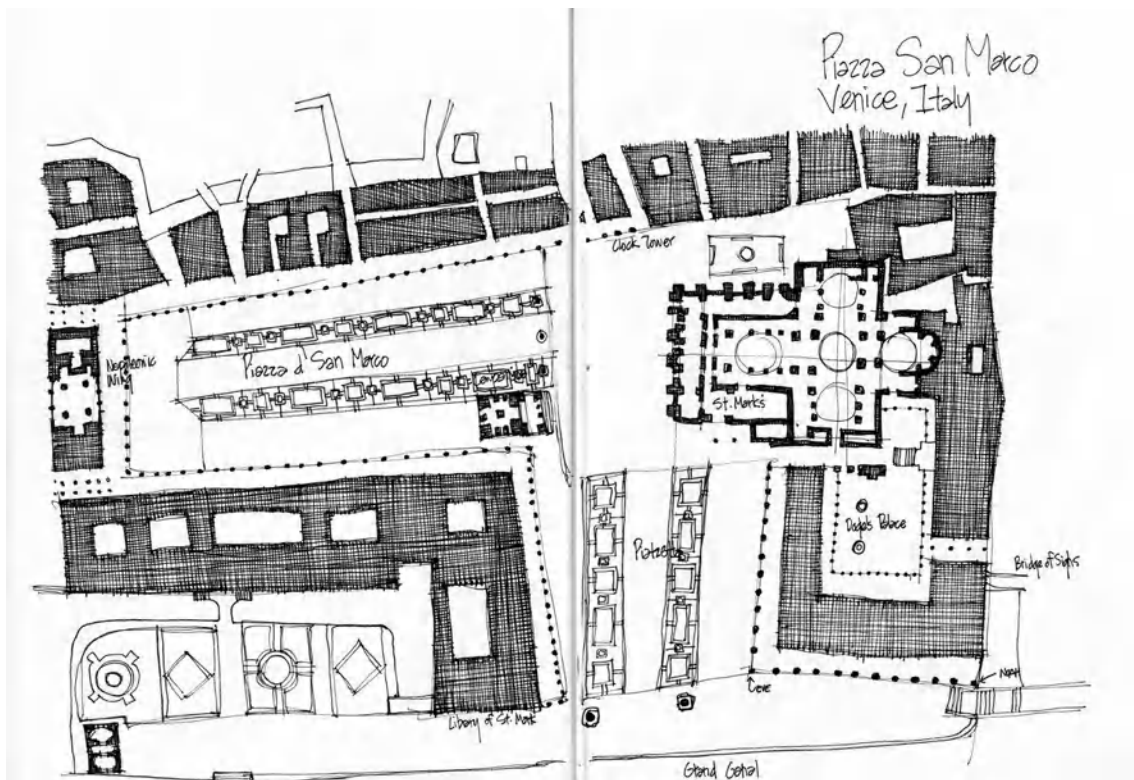 Piazza San Marco
Venice, Italy
Clock Tower
Napoleonic
Wing
Piazza d San Marco
Campanile
St. Mark's
Piazzetta
Doge's Palace
Bridge of Sighs
Library of St. Mark
Grand Canal